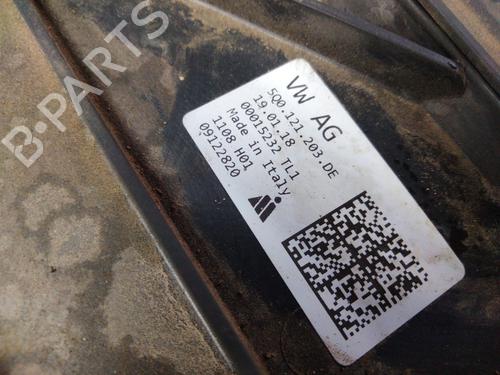 B-PARTS
VW AG
5Q0.121.203.DE
19.01.18
00015232 TL1
Made in Italy
1108 H01
09122820